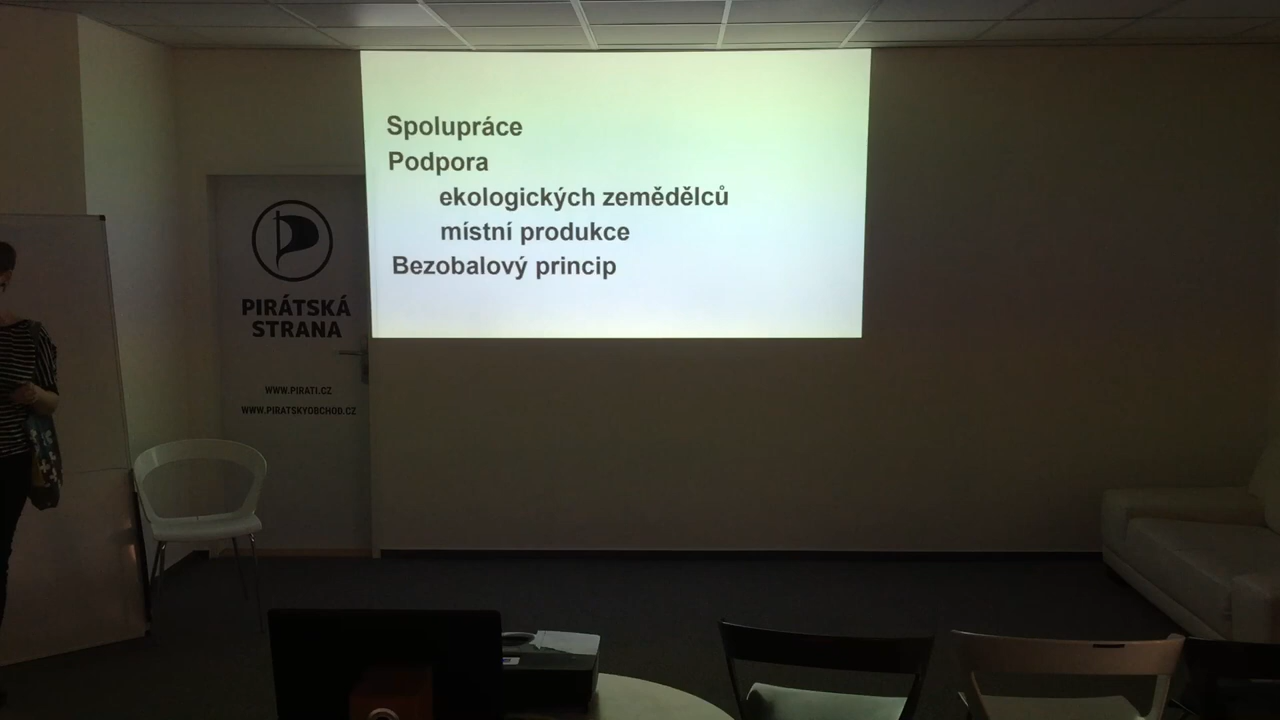 Spolupráce
Podpora
ekologických zemědělců
místní produkce
Bezobalový princip
PIRÁTSKÁ
STRANA
WWW.PIRATI.CZ
WWW.PIRATSKYOBCHOD.CZ